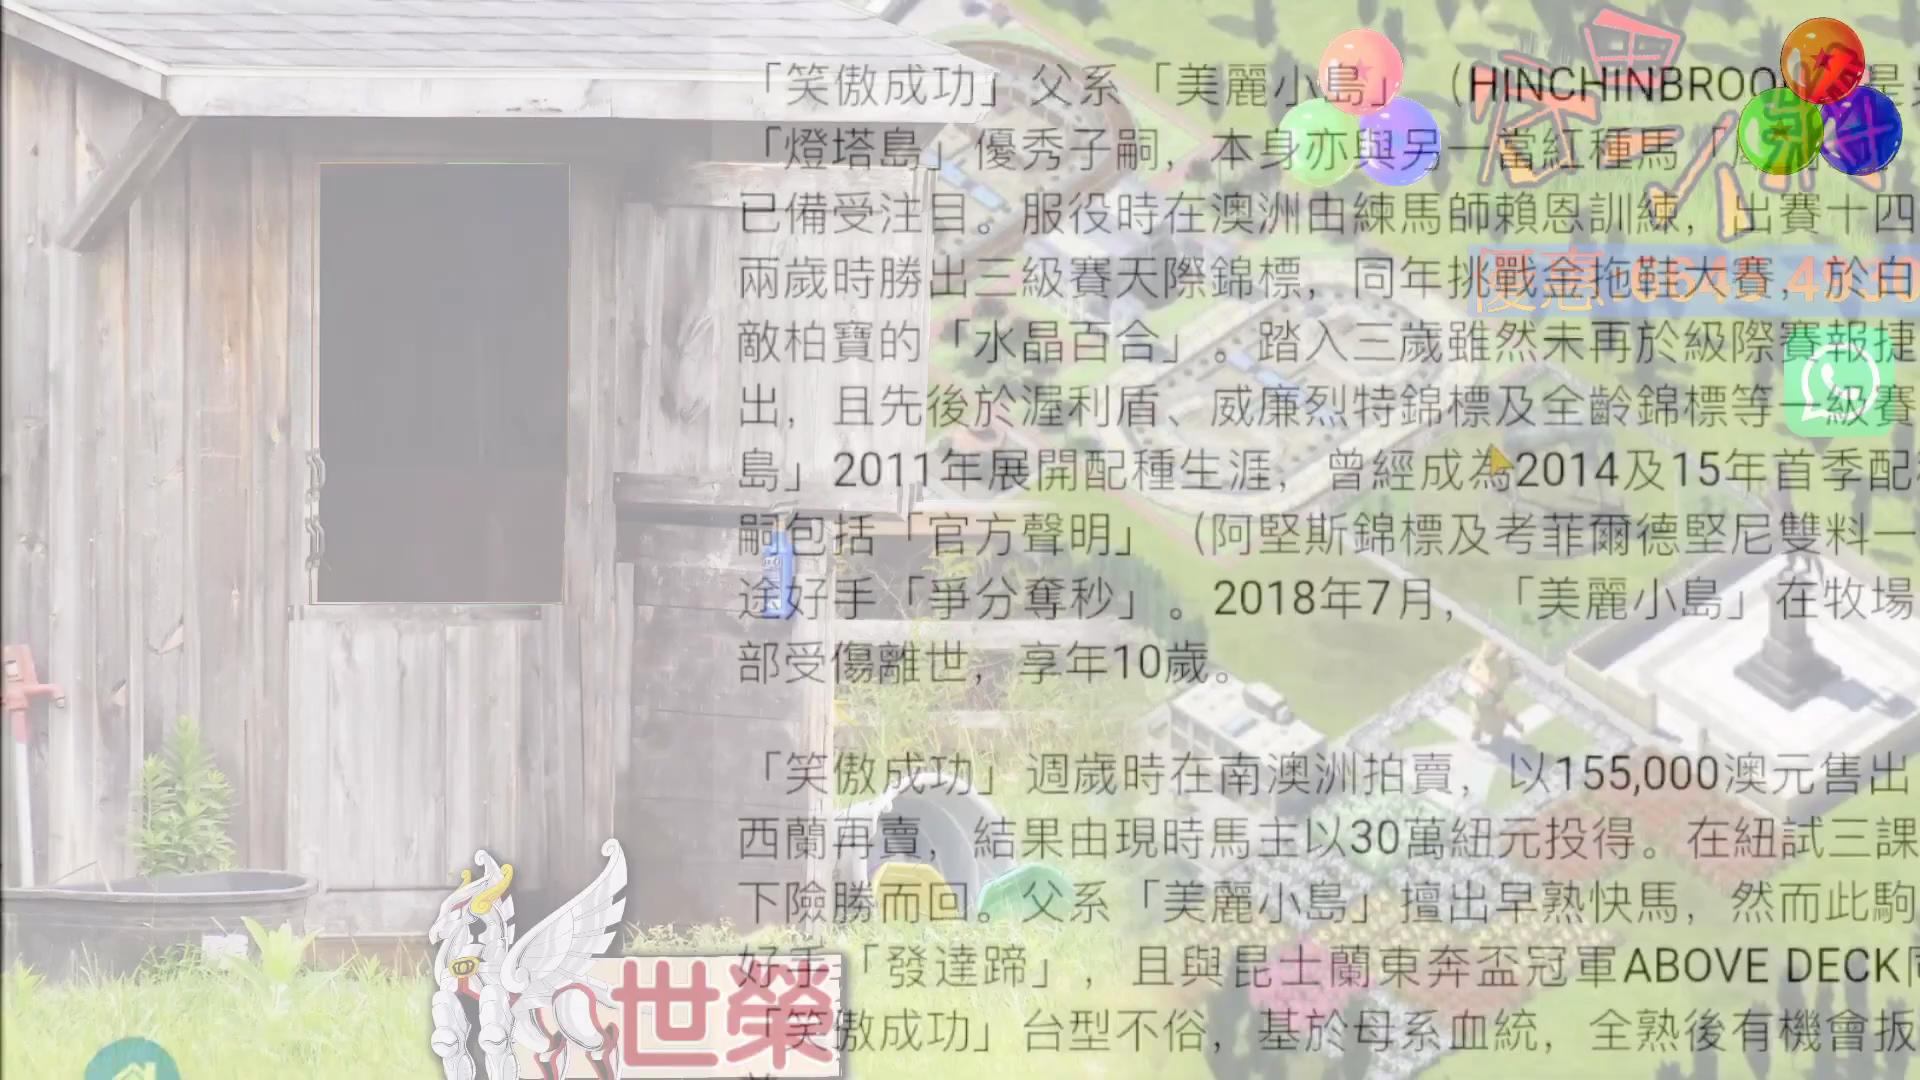 「笑傲成功」父系「美麗小島」（HINCHINBROOK）是
「燈塔島」優秀子嗣，本身亦與另一當紅種馬「
已備受注目。服役時在澳洲由練馬師賴恩訓練，出賽十四
兩歲時勝出三級賽天際錦標，同年挑戰金拖鞋大賽，於自
優惠 6643 4930
敵柏寶的「水晶百合」。踏入三歲雖然未再於級際賽報捷
出，且先後於渥利盾、威廉烈特錦標及全齡錦標等一級賽
島」2011年展開配種生涯，曾經成為2014及15年首季配
嗣包括「官方聲明」（阿堅斯錦標及考菲爾德堅尼雙料一
途好手「爭分奪秒」。2018年7月，「美麗小島」在牧場
部受傷離世，享年10歲。
「笑傲成功」週歲時在南澳洲拍賣，以155,000澳元售出
西蘭再賣，結果由現時馬主以30萬紐元投得。在紐試三課
下險勝而回。父系「美麗小島」擅出早熟快馬，然而此駒
好手「發達蹄」，且與昆士蘭東奔盃冠軍ABOVE DECK同
「笑傲成功」台型不俗，基於母系血統，全熟後有機會扳
世榮